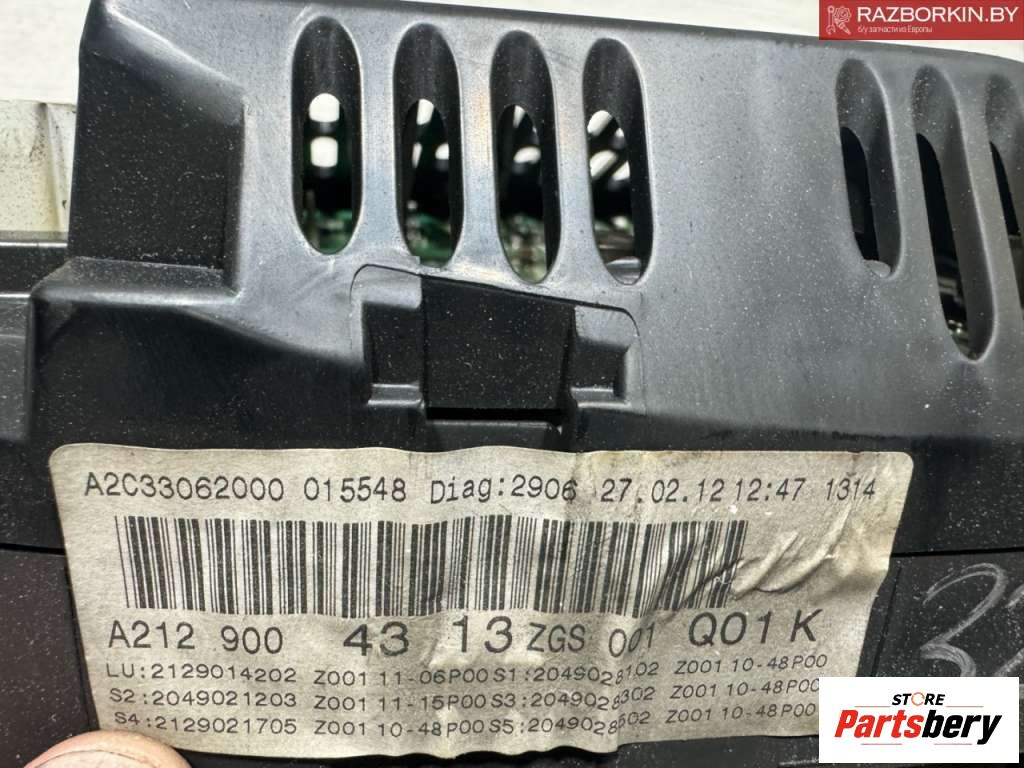 RAZBORKIN.BY
б/у запчасти из Европы
A2C33062000 015548 Diag:2906 27.02.12 12:47 1314
A212 900 43 13 ZGS 001 Q01 K
LU:2129014202 Z001 11-06P00 S1:2049028102 Z001 10-48P00
S2:2049021203 Z001 11-15P00 S3:2049028302 Z001 10-48P00
S4:2129021705 Z001 10-48P00 S5:2049028602 Z001 10-48P00
STORE
Partsbery